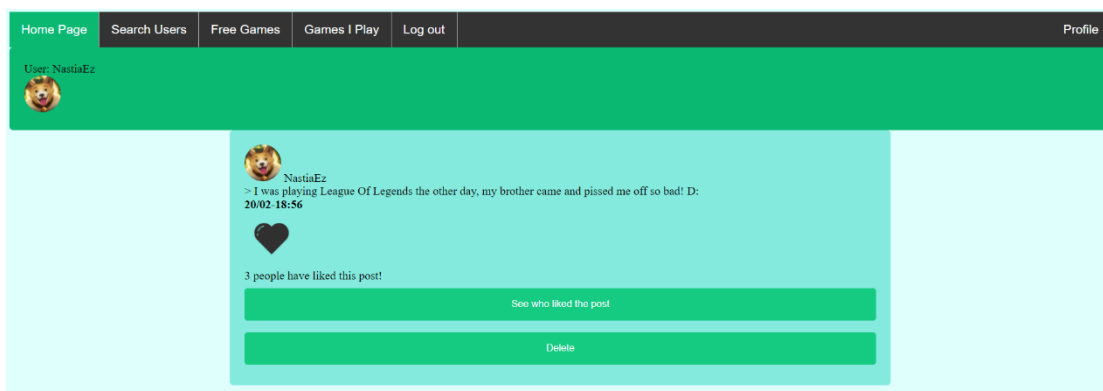 Home Page Search Users Free Games Games I Play Log out Profile
User: NastiaEz
NastiaEz
> I was playing League Of Legends the other day, my brother came and pissed me off so bad! D:
20/02-18:56
3 people have liked this post!
See who liked the post
Delete